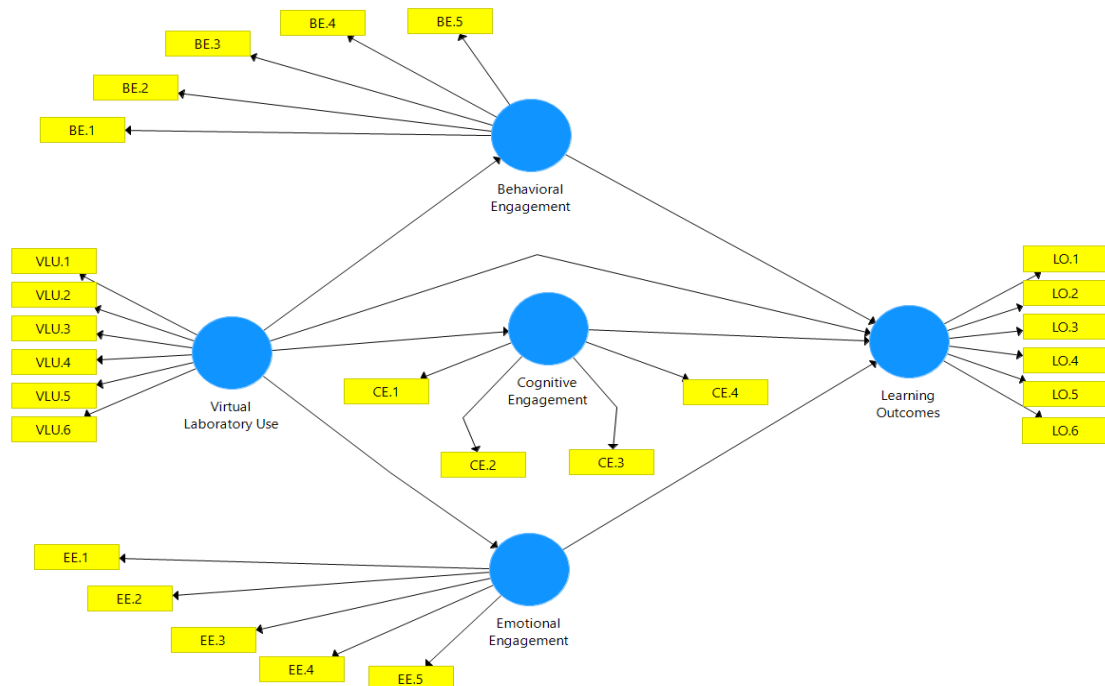 BE.5
BE.4
BE.3
BE.2
BE.1
Behavioral
Engagement
VLU.1
VLU.2
VLU.3
VLU.4
VLU.5
VLU.6
Virtual
Laboratory Use
CE.1
Cognitive
Engagement
CE.4
CE.2
CE.3
LO.1
LO.2
LO.3
LO.4
LO.5
LO.6
Learning
Outcomes
EE.1
EE.2
EE.3
EE.4
EE.5
Emotional
Engagement